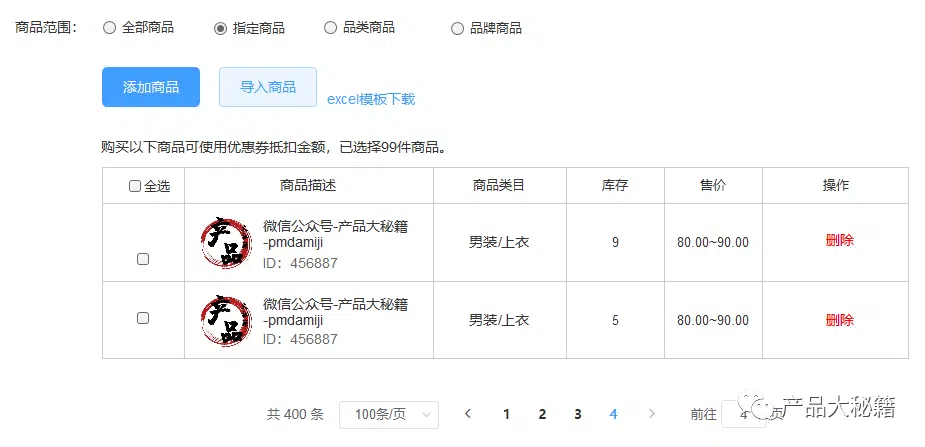 商品范围： 全部商品 指定商品 品类商品 品牌商品
添加商品 导入商品 excel模板下载
购买以下商品可使用优惠券抵扣金额，已选择99件商品。
全选 商品描述 商品类目 库存 售价 操作
产品 微信公众号-产品大秘籍
-pmdamiji
ID：456887
男装/上衣 9 80.00~90.00 删除
产品 微信公众号-产品大秘籍
-pmdamiji
ID：456887
男装/上衣 5 80.00~90.00 删除
共 400 条 100条/页 1 2 3 4 前往 4 页
产品大秘籍